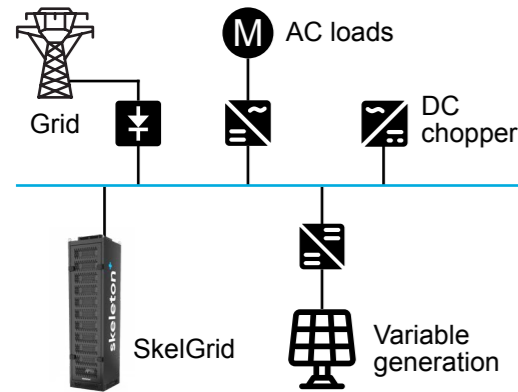 M
AC loads
Grid
DC
chopper
skeleton
SkelGrid
Variable
generation